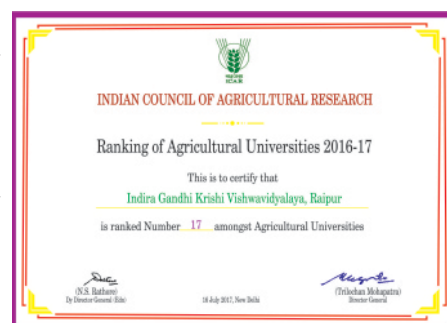 ICAR
INDIAN COUNCIL OF AGRICULTURAL RESEARCH
Ranking of Agricultural Universities 2016-17
This is to certify that
Indira Gandhi Krishi Vishwavidyalaya, Raipur
is ranked Number 17 amongst Agricultural Universities
(N.S. Rathore)
Dy Director General (Edn)
18 July 2017, New Delhi
(Trilochan Mohapatra)
Director General